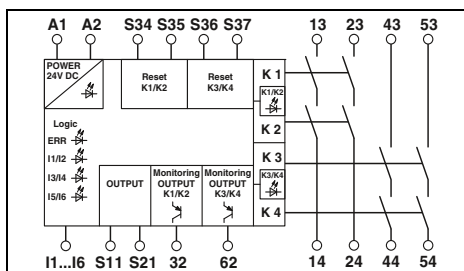 A1 A2 S34 S35 S36 S37 13 23 43 53
POWER
24V DC
Reset
K1/K2
Reset
K3/K4
K 1
K1/K2
K 2
Logic
ERR
I1/I2
I3/I4
I5/I6
K 3
K3/K4
K 4
OUTPUT
Monitoring
OUTPUT
K1/K2
Monitoring
OUTPUT
K3/K4
I1...I6 S11 S21 32 62 14 24 44 54